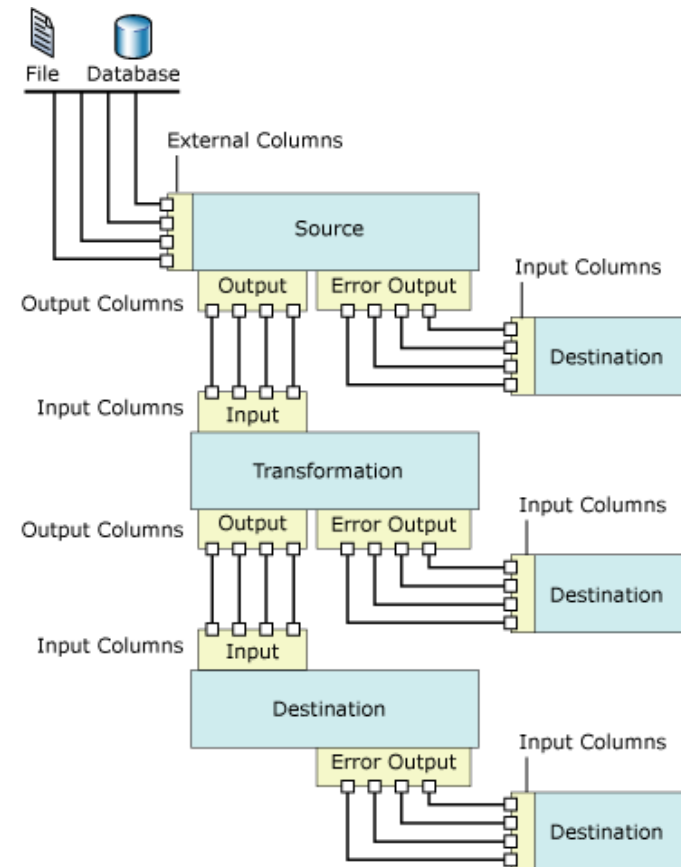 File Database
External Columns
Source
Output Error Output
Input Columns
Output Columns
Destination
Input Columns
Input
Transformation
Output Error Output
Input Columns
Output Columns
Destination
Input Columns
Input
Destination
Error Output
Input Columns
Destination